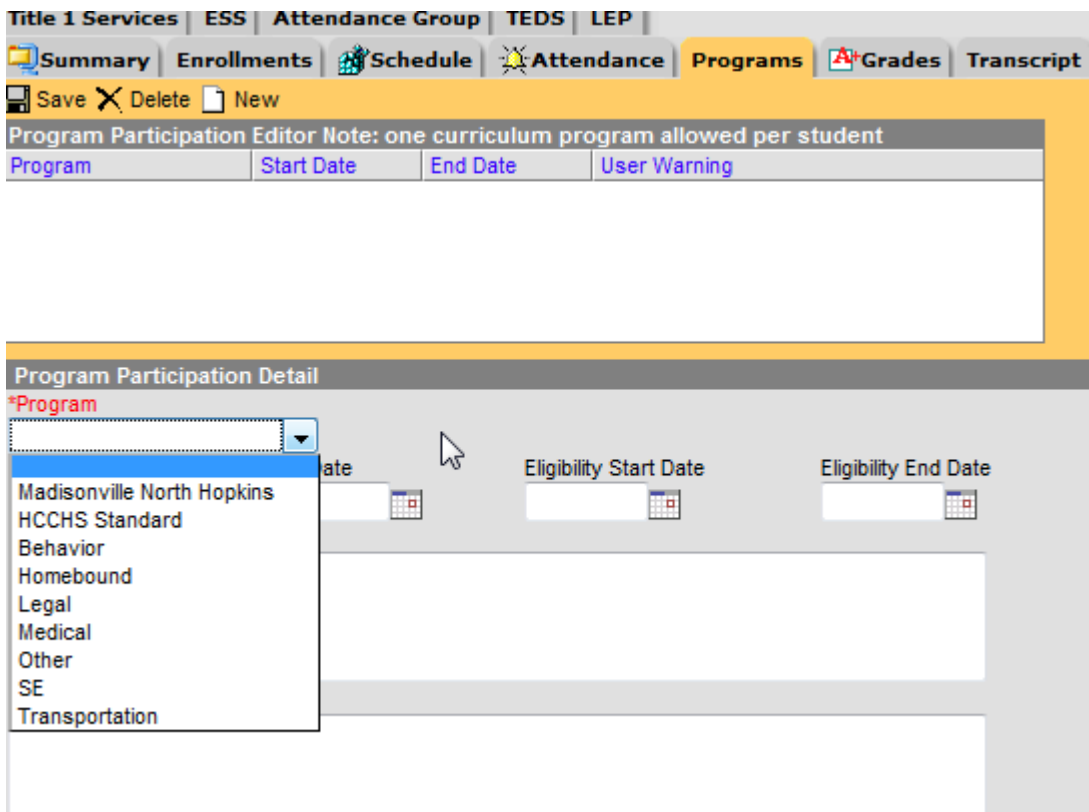 Title 1 Services ESS Attendance Group TEDS LEP
Summary Enrollments Schedule Attendance Programs A+ Grades Transcript
Save Delete New
Program Participation Editor Note: one curriculum program allowed per student
Program Start Date End Date User Warning
Program Participation Detail
*Program
ate Eligibility Start Date Eligibility End Date
Madisonville North Hopkins
HCCHS Standard
Behavior
Homebound
Legal
Medical
Other
SE
Transportation